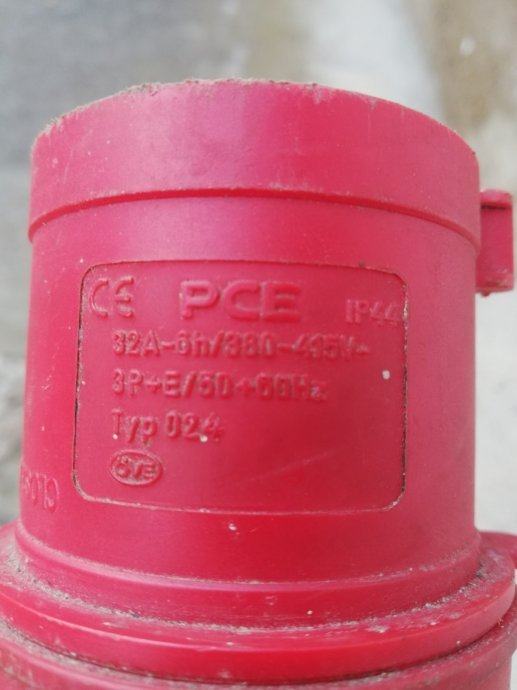 CE PCE IP44
32A-6h/380-415V~
3P+E/50+60Hz
Typ 024
ÖVE